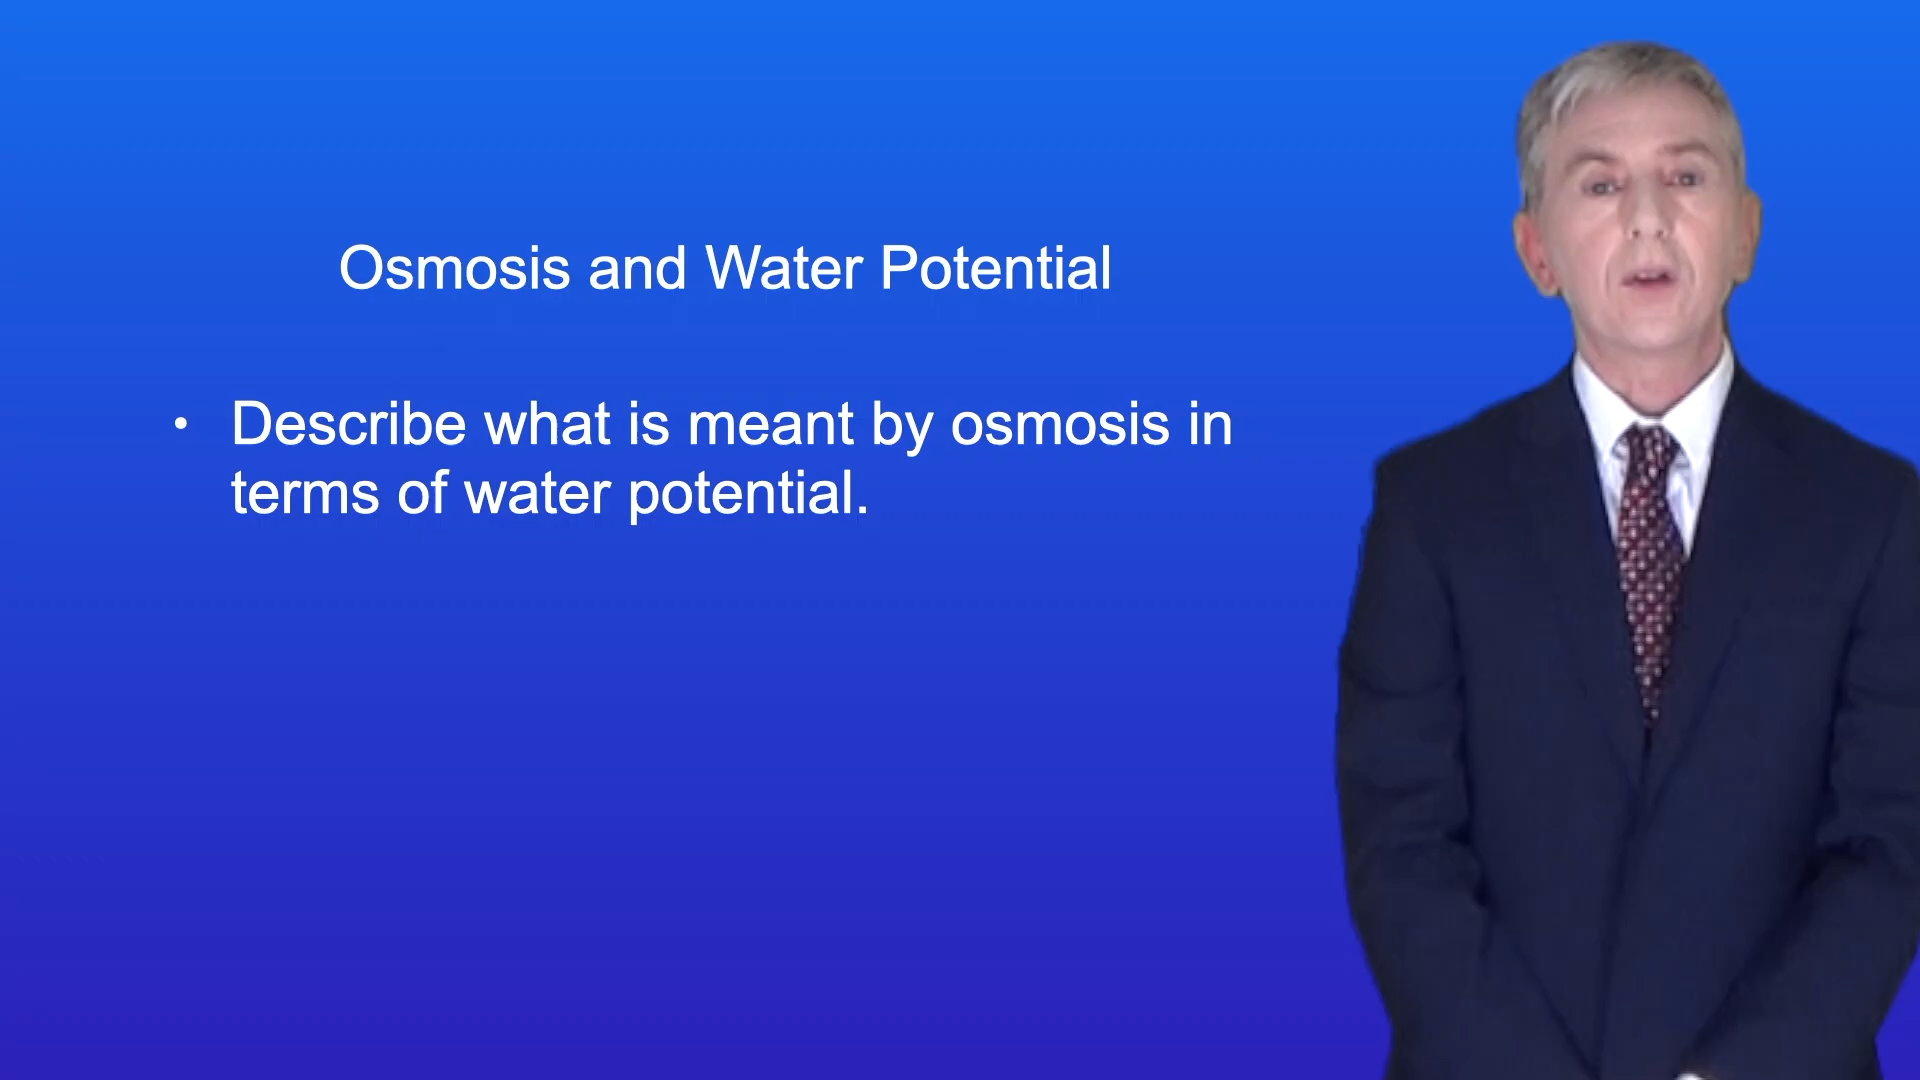 Osmosis and Water Potential
• Describe what is meant by osmosis in
terms of water potential.